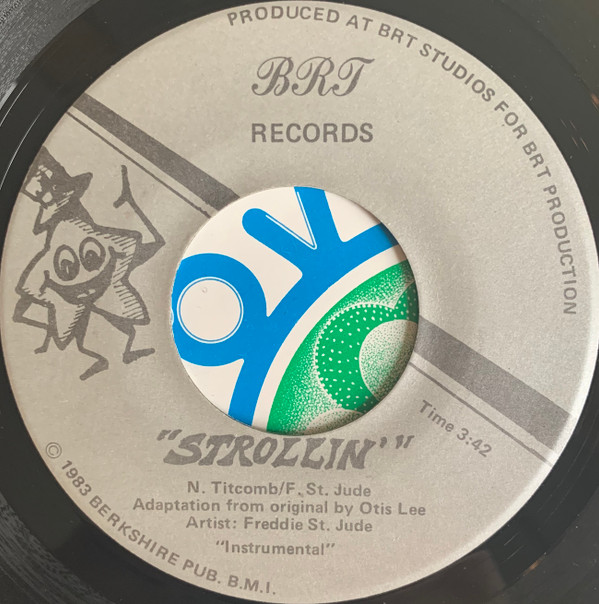 PRODUCED AT BRT STUDIOS FOR BRT PRODUCTION
BRT
RECORDS
Time 3:42
"STROLLIN'"
N. Titcomb/F. St. Jude
Adaptation from original by Otis Lee
Artist: Freddie St. Jude
"Instrumental"
© 1983 BERKSHIRE PUB. B.M.I.